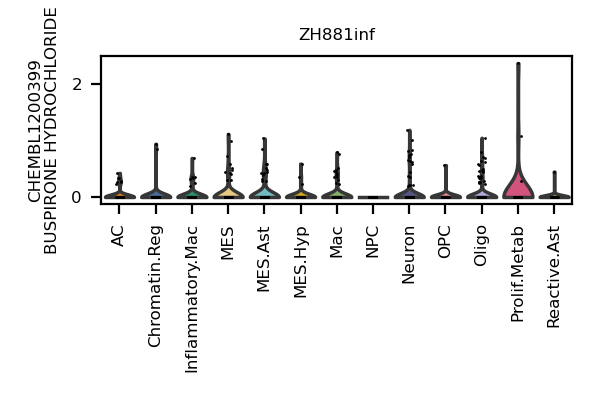 ZH881inf
CHEMBL1200399
BUSPIRONE HYDROCHLORIDE
2
0
AC
Chromatin.Reg
Inflammatory.Mac
MES
MES.Ast
MES.Hyp
Mac
NPC
Neuron
OPC
Oligo
Prolif.Metab
Reactive.Ast